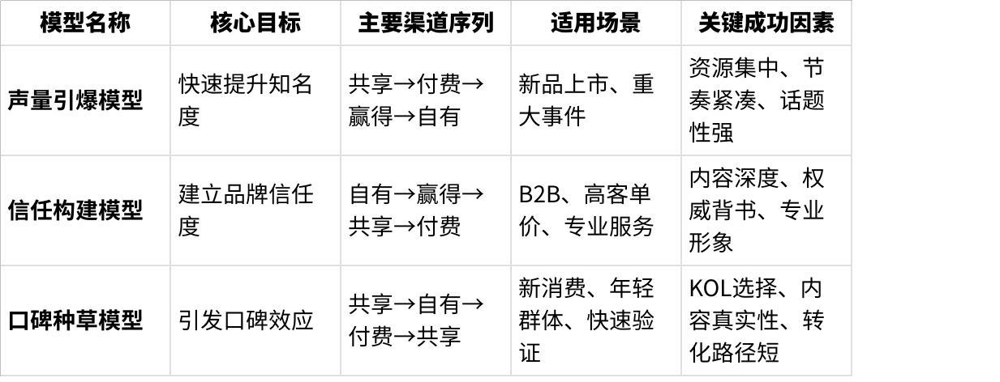 模型名称 核心目标 主要渠道序列 适用场景 关键成功因素
声量引爆模型
快速提升知名
度
共享→付费→
赢得→自有
新品上市、重
大事件
资源集中、节
奏紧凑、话题
性强
信任构建模型
建立品牌信任
度
自有→赢得→
共享→付费
B2B、高客单
价、专业服务
内容深度、权
威背书、专业
形象
口碑种草模型
引发口碑效应
共享→自有→
付费→共享
新消费、年轻
群体、快速验
证
KOL选择、内
容真实性、转
化路径短